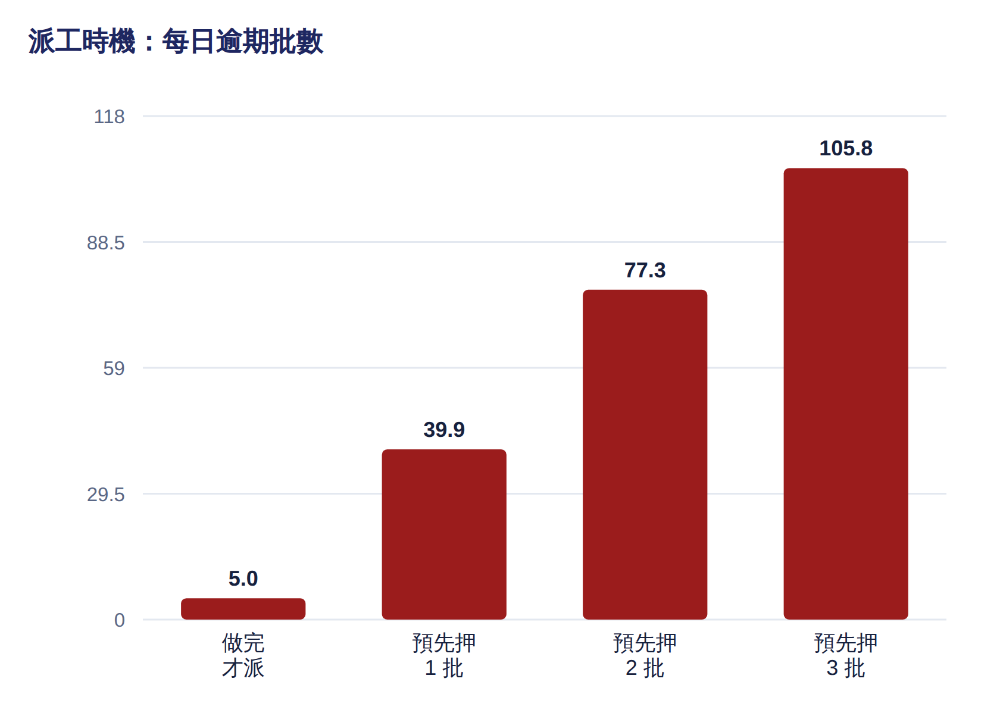 派工時機：每日逾期批數
118
88.5
59
29.5
0
5.0
39.9
77.3
105.8
做完
才派
預先押
1 批
預先押
2 批
預先押
3 批